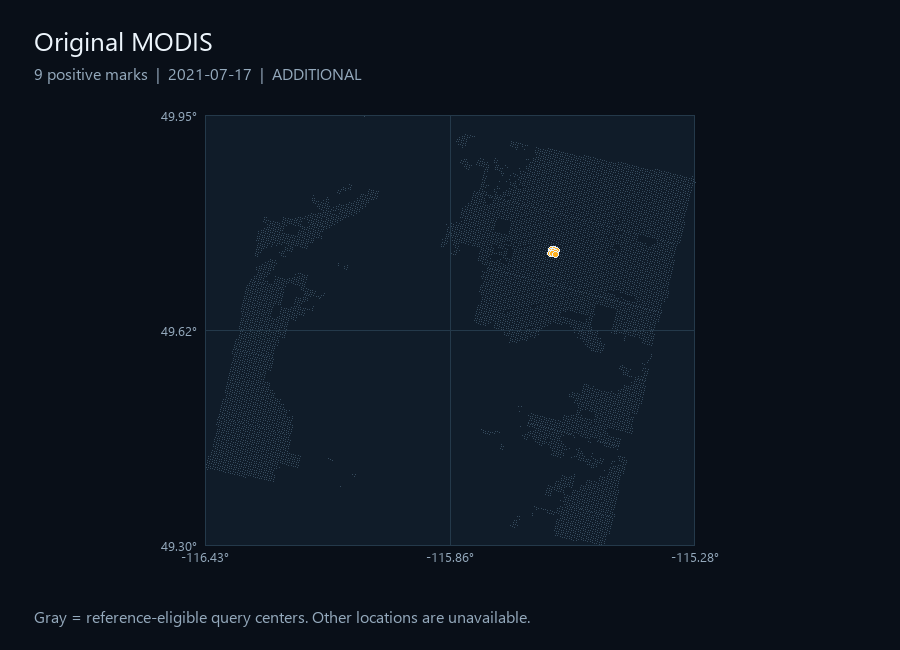 Original MODIS
9 positive marks | 2021-07-17 | ADDITIONAL
49.95°
49.62°
49.30°
-116.43° -115.86° -115.28°
Gray = reference-eligible query centers. Other locations are unavailable.